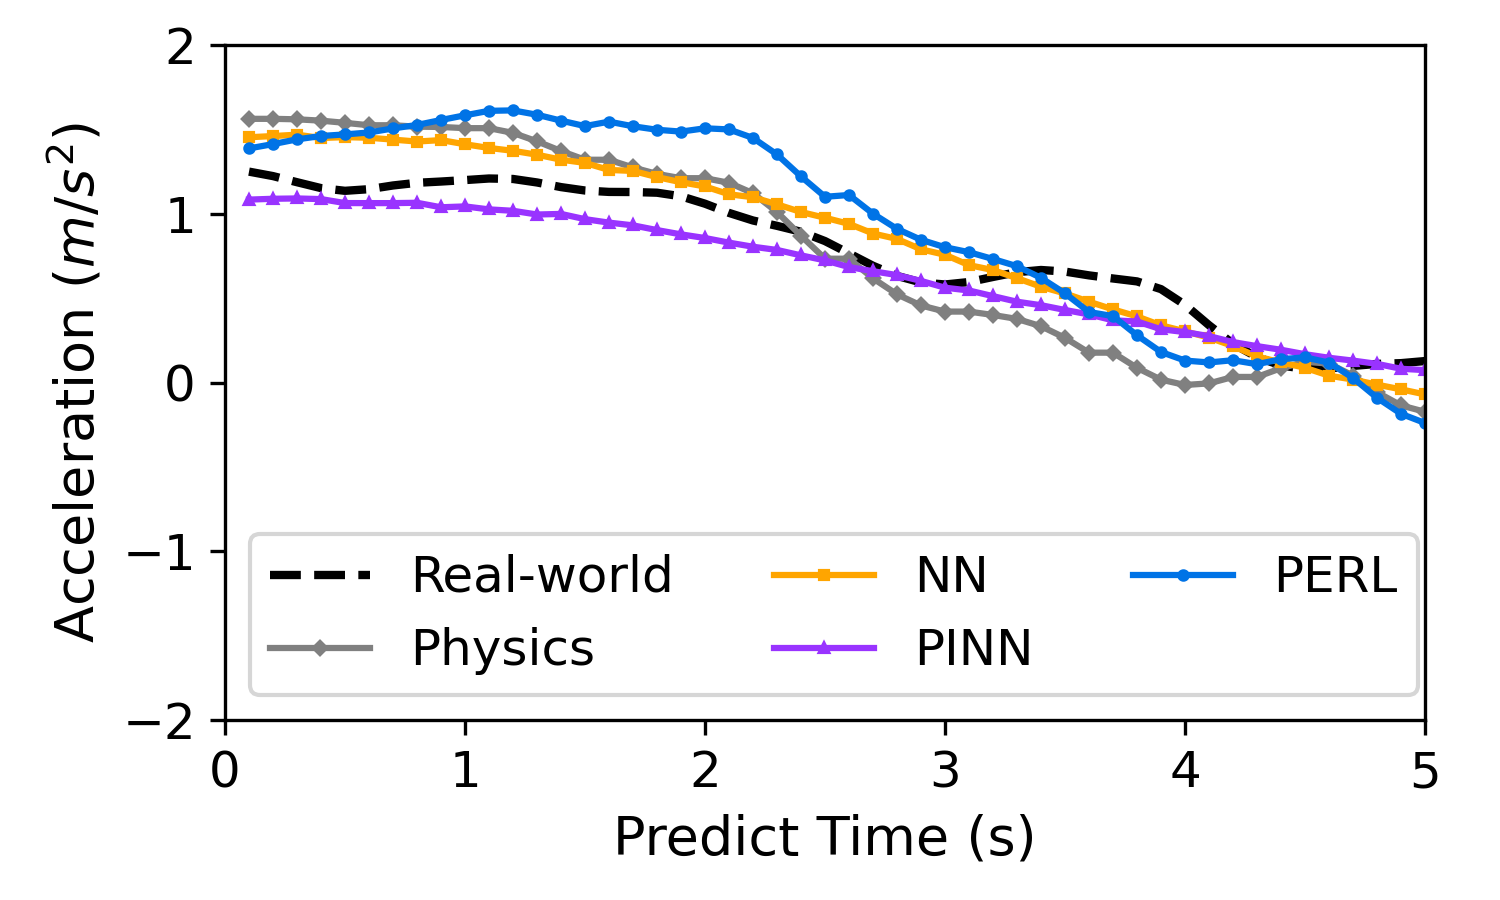 2
1
0
−1
−2
Acceleration (m/s²)
Real-world
NN
PERL
Physics
PINN
0 1 2 3 4 5
Predict Time (s)